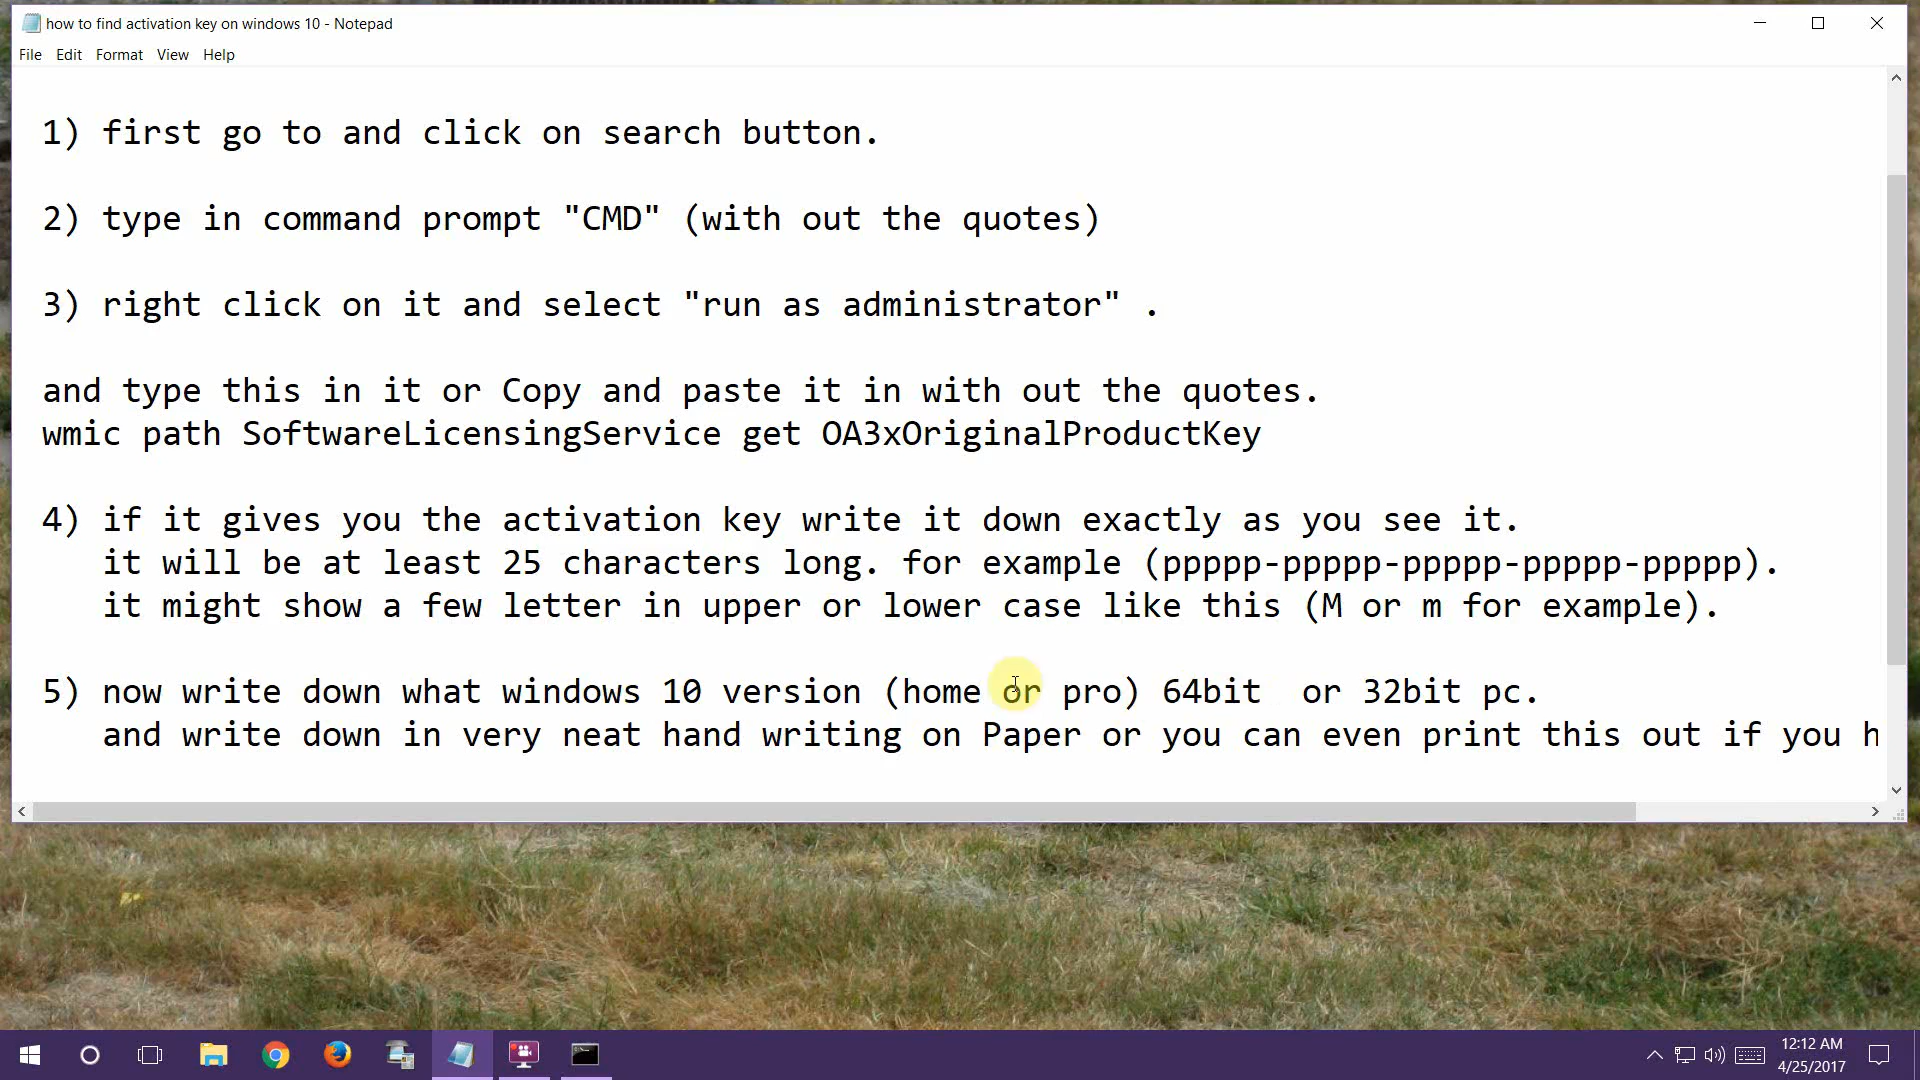 how to find activation key on windows 10 - Notepad
File Edit Format View Help
1) first go to and click on search button.
2) type in command prompt "CMD" (with out the quotes)
3) right click on it and select "run as administrator" .
and type this in it or Copy and paste it in with out the quotes.
wmic path SoftwareLicensingService get OA3xOriginalProductKey
4) if it gives you the activation key write it down exactly as you see it.
it will be at least 25 characters long. for example (ppppp-ppppp-ppppp-ppppp-ppppp).
it might show a few letter in upper or lower case like this (M or m for example).
5) now write down what windows 10 version (home or pro) 64bit  or 32bit pc.
and write down in very neat hand writing on Paper or you can even print this out if you h
12:12 AM
4/25/2017